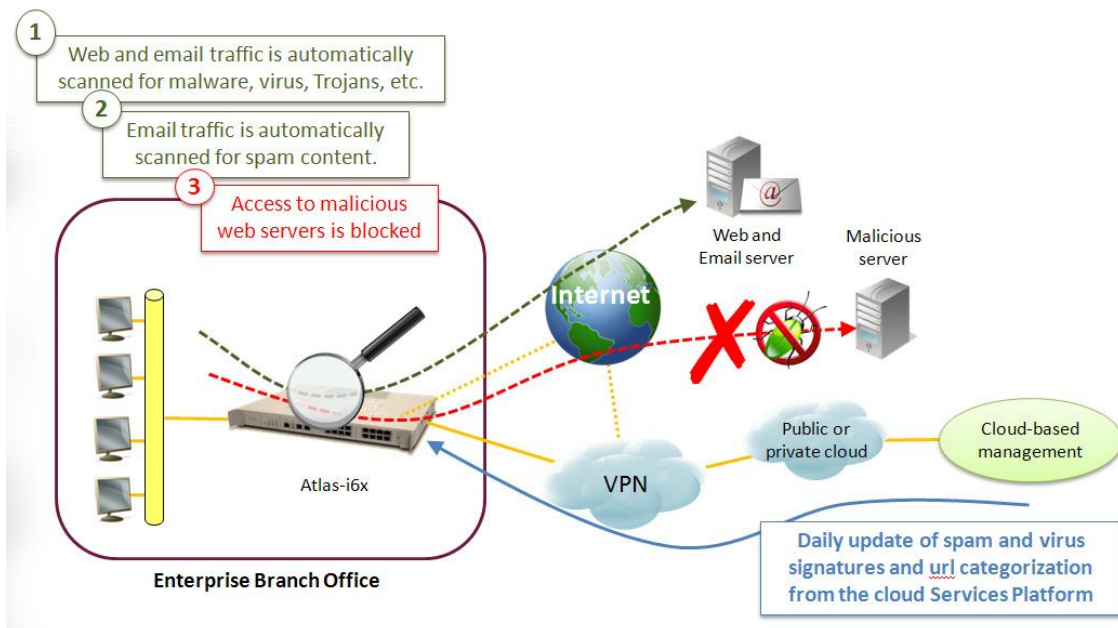 1
Web and email traffic is automatically
scanned for malware, virus, Trojans, etc.
2
Email traffic is automatically
scanned for spam content.
3
Access to malicious
web servers is blocked
@
Web and
Email server
Malicious
server
Internet
Atlas-i6x
VPN
Public or
private cloud
Cloud-based
management
Enterprise Branch Office
Daily update of spam and virus
signatures and url categorization
from the cloud Services Platform